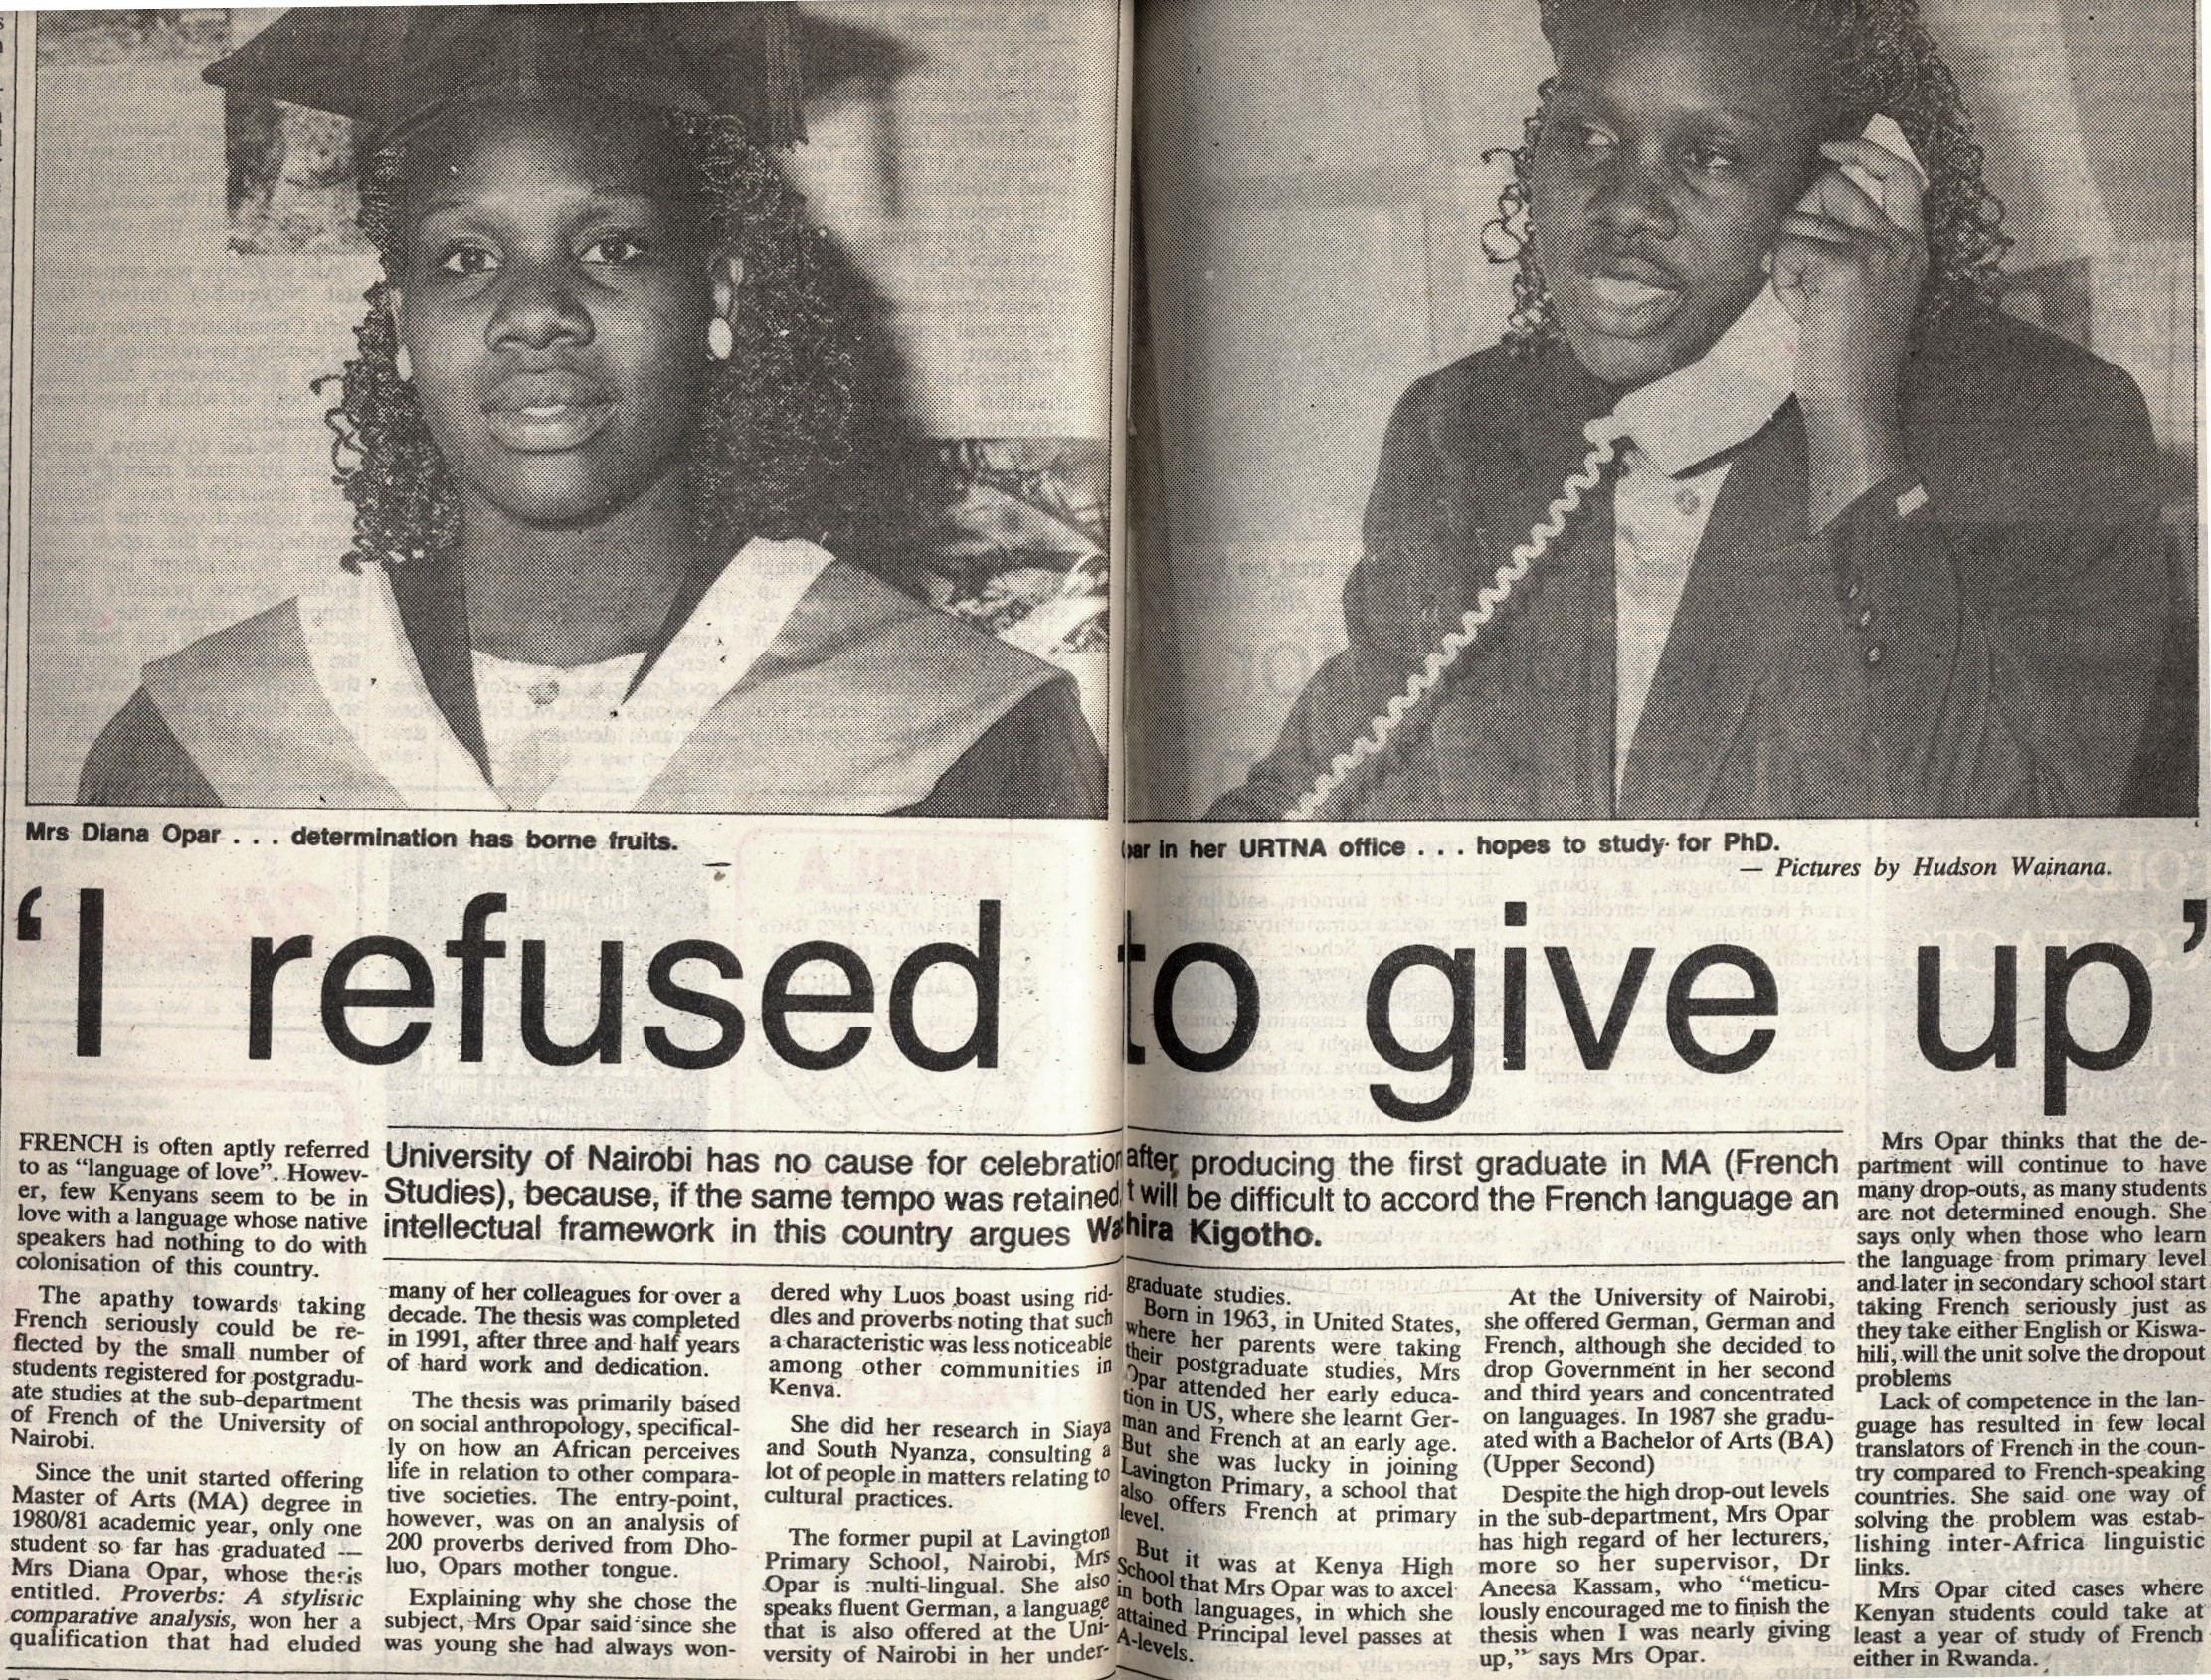 Mrs Diana Opar . . . determination has borne fruits.
in her URTNA office . . . hopes to study for PhD.
— Pictures by Hudson Wainana.
‘I refused to give up’
University of Nairobi has no cause for celebration after producing the first graduate in MA (French
Studies), because, if the same tempo was retained t will be difficult to accord the French language an
intellectual framework in this country argues Wachira Kigotho.
FRENCH is often aptly referred
to as “language of love”. Howev-
er, few Kenyans seem to be in
love with a language whose native
speakers had nothing to do with
colonisation of this country.
The apathy towards taking
French seriously could be re-
flected by the small number of
students registered for postgradu-
ate studies at the sub-department
of French of the University of
Nairobi.
Since the unit started offering
Master of Arts (MA) degree in
1980/81 academic year, only one
student so far has graduated —
Mrs Diana Opar, whose thesis
entitled. Proverbs: A stylistic
comparative analysis, won her a
qualification that had eluded
many of her colleagues for over a
decade. The thesis was completed
in 1991, after three and half years
of hard work and dedication.
The thesis was primarily based
on social anthropology, specifical-
ly on how an African perceives
life in relation to other compara-
tive societies. The entry-point,
however, was on an analysis of
200 proverbs derived from Dho-
luo, Opars mother tongue.
Explaining why she chose the
subject, Mrs Opar said since she
was young she had always won-
dered why Luos boast using rid-
dles and proverbs noting that such
a characteristic was less noticeable
among other communities in
Kenva.
She did her research in Siaya
and South Nyanza, consulting a
lot of people in matters relating to
cultural practices.
The former pupil at Lavington
Primary School, Nairobi, Mrs
Opar is multi-lingual. She also
speaks fluent German, a language
that is also offered at the Uni-
versity of Nairobi in her under-
graduate studies.
Born in 1963, in United States,
where her parents were taking
their postgraduate studies, Mrs
Opar attended her early educa-
tion in US, where she learnt Ger-
man and French at an early age.
But she was lucky in joining
Lavington Primary, a school that
also offers French at primary
level.
But it was at Kenya High
School that Mrs Opar was to axcel
in both languages, in which she
attained Principal level passes at
A-levels.
At the University of Nairobi,
she offered German, German and
French, although she decided to
drop Government in her second
and third years and concentrated
on languages. In 1987 she gradu-
ated with a Bachelor of Arts (BA)
(Upper Second)
Despite the high drop-out levels
in the sub-department, Mrs Opar
has high regard of her lecturers,
more so her supervisor, Dr
Aneesa Kassam, who “meticu-
lously encouraged me to finish the
thesis when I was nearly giving
up,” says Mrs Opar.
Mrs Opar thinks that the de-
partment will continue to have
many drop-outs, as many students
are not determined enough. She
says only when those who learn
the language from primary level
and later in secondary school start
taking French seriously just as
they take either English or Kiswa-
hili, will the unit solve the dropout
problems
Lack of competence in the lan-
guage has resulted in few local
translators of French in the coun-
try compared to French-speaking
countries. She said one way of
solving the problem was estab-
lishing inter-Africa linguistic
links.
Mrs Opar cited cases where
Kenyan students could take at
least a year of study of French
either in Rwanda.